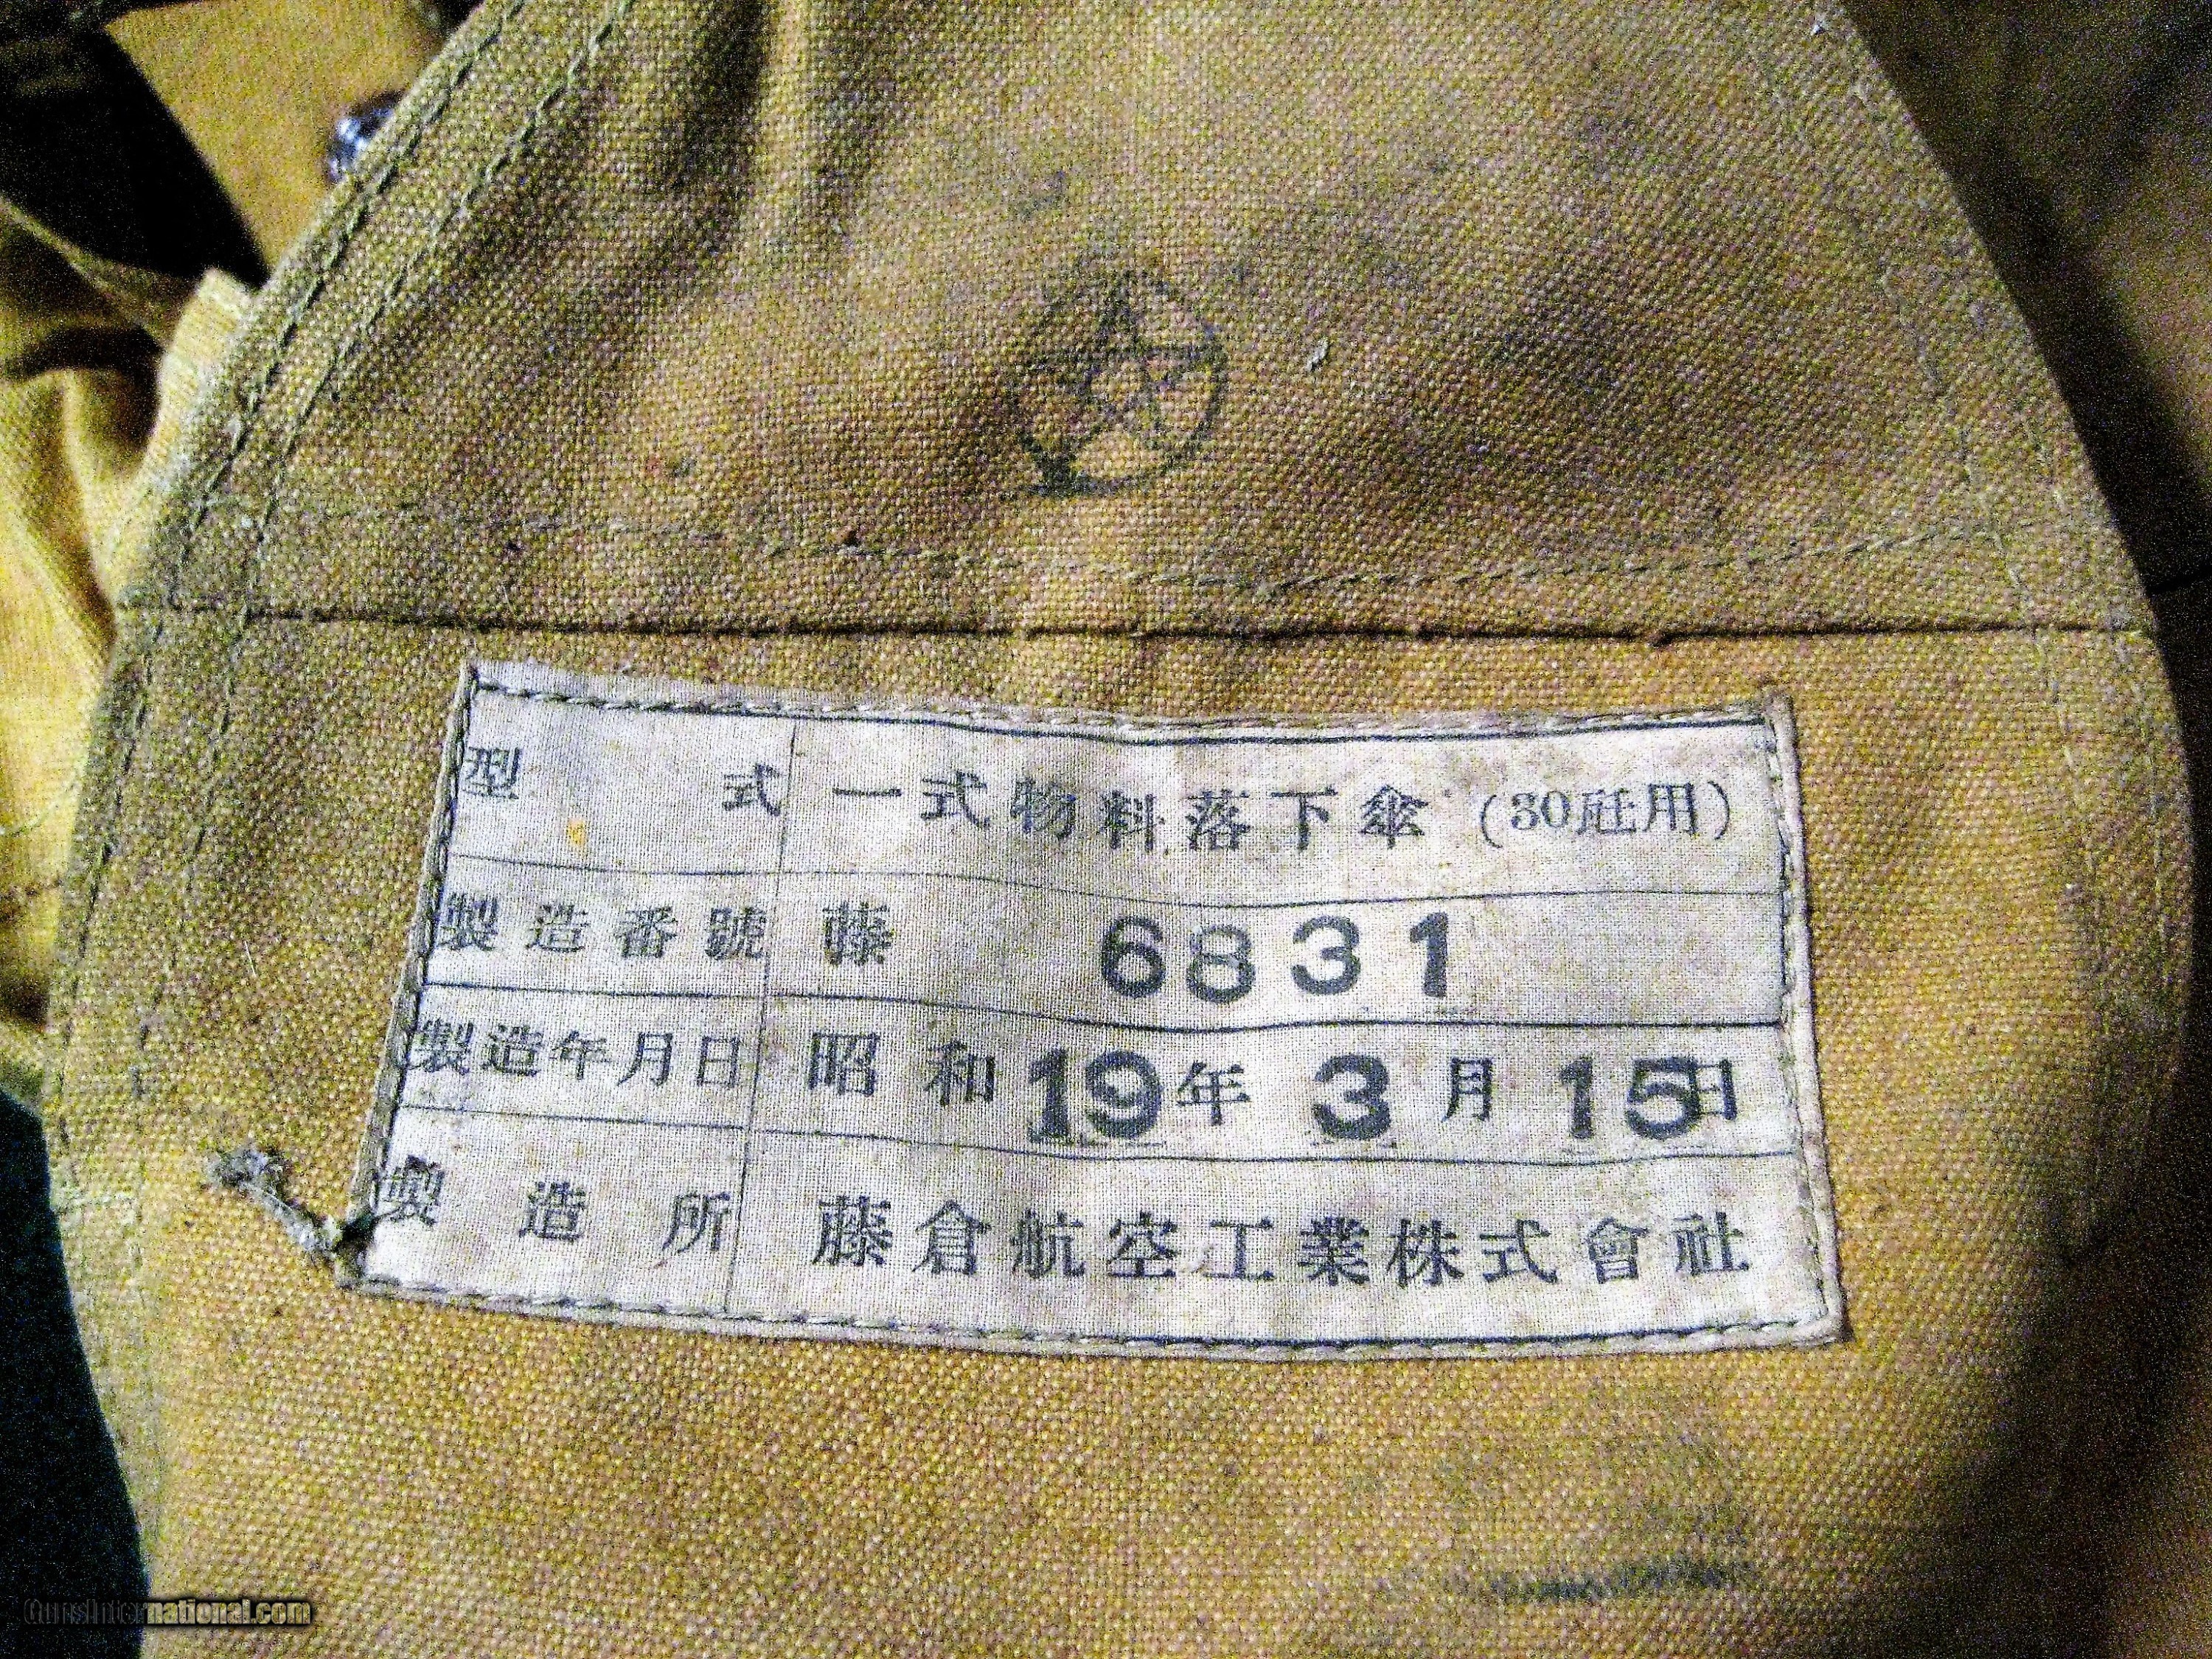 型式 一式物料落下傘 (30瓩用)
製造番號 藤 6831
製造年月日 昭和19年3月15日
製造所 藤倉航空工業株式會社
GunsInternational.com